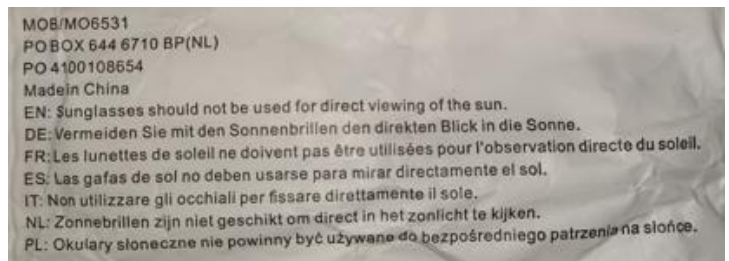 MOB/MO6531
PO BOX 644 6710 BP(NL)
PO 4100108654
Madein China
EN: Sunglasses should not be used for direct viewing of the sun.
DE: Vermeiden Sie mit den Sonnenbrillen den direkten Blick in die Sonne.
FR: Les lunettes de soleil ne doivent pas être utilisées pour l'observation directe du soleil.
ES: Las gafas de sol no deben usarse para mirar directamente el sol.
IT: Non utilizzare gli occhiali per fissare direttamente il sole.
NL: Zonnebrillen zijn niet geschikt om direct in het zonlicht te kijken.
PL: Okulary słoneczne nie powinny być używane do bezpośredniego patrzenia na słońce.